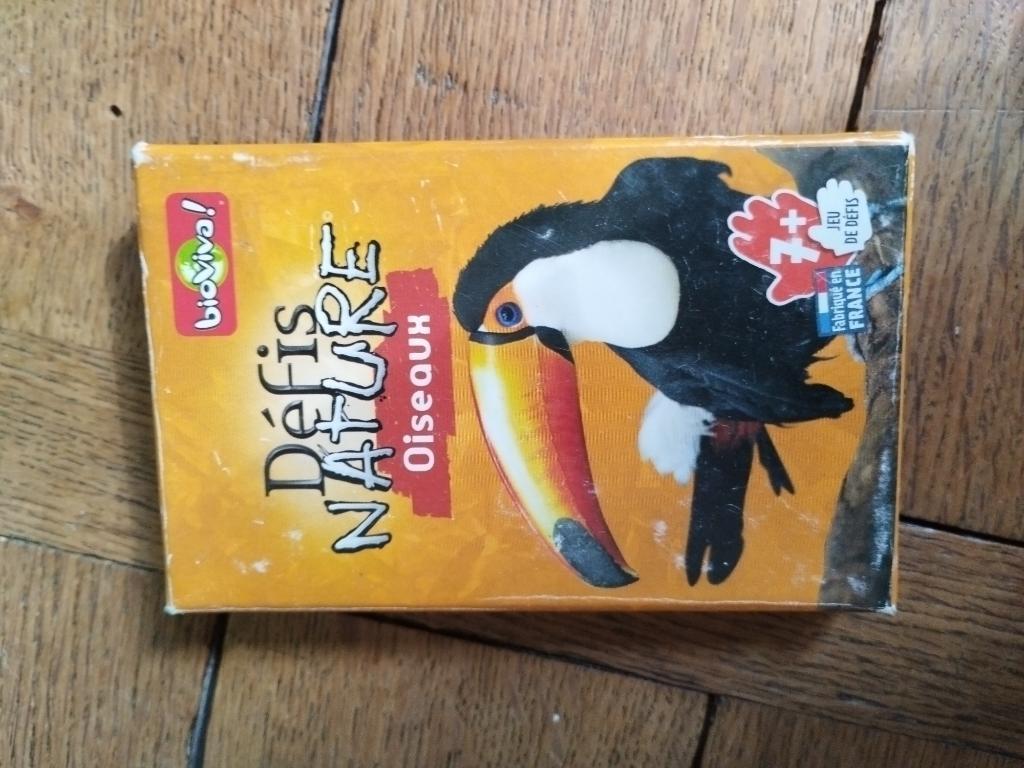 bioviva!
Défis
NATURE
Oiseaux
7+
JEU
DE DÉFIS
Fabriqué en
FRANCE